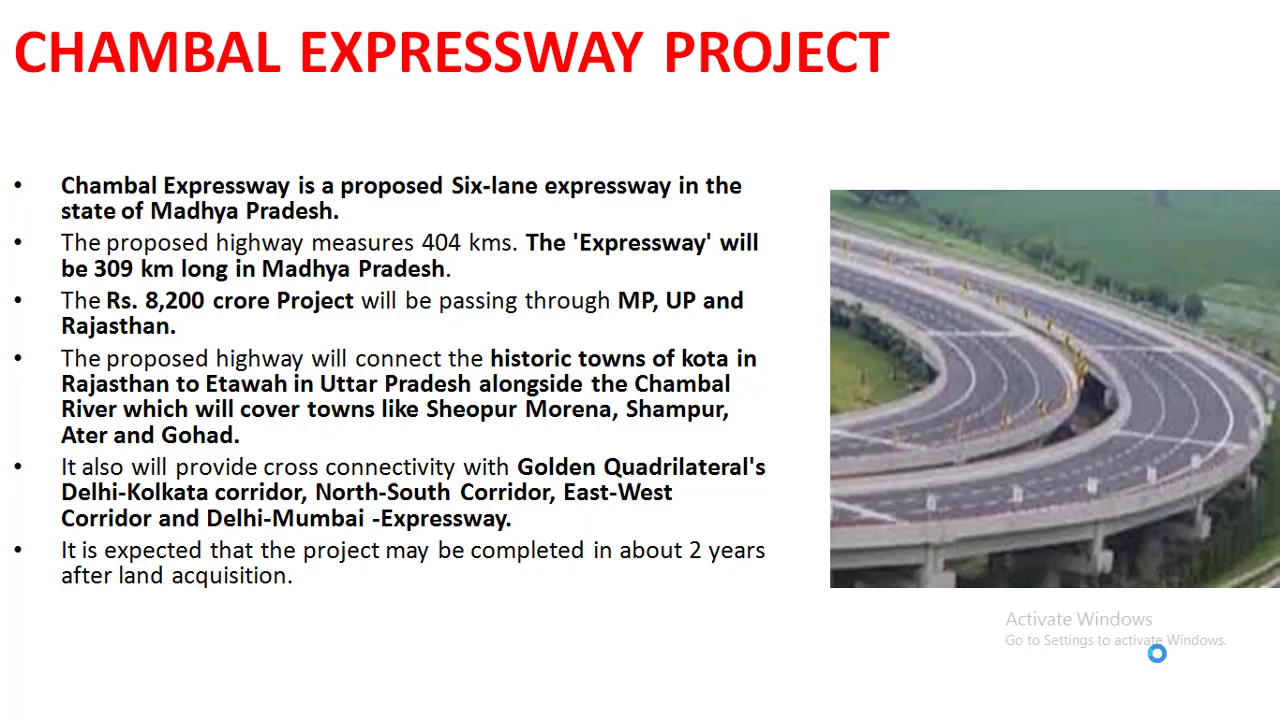 CHAMBAL EXPRESSWAY PROJECT
• Chambal Expressway is a proposed Six-lane expressway in the
state of Madhya Pradesh.
• The proposed highway measures 404 kms. The 'Expressway' will
be 309 km long in Madhya Pradesh.
• The Rs. 8,200 crore Project will be passing through MP, UP and
Rajasthan.
• The proposed highway will connect the historic towns of kota in
Rajasthan to Etawah in Uttar Pradesh alongside the Chambal
River which will cover towns like Sheopur Morena, Shampur,
Ater and Gohad.
• It also will provide cross connectivity with Golden Quadrilateral's
Delhi-Kolkata corridor, North-South Corridor, East-West
Corridor and Delhi-Mumbai -Expressway.
• It is expected that the project may be completed in about 2 years
after land acquisition.
Activate Windows
Go to Settings to activate Windows.